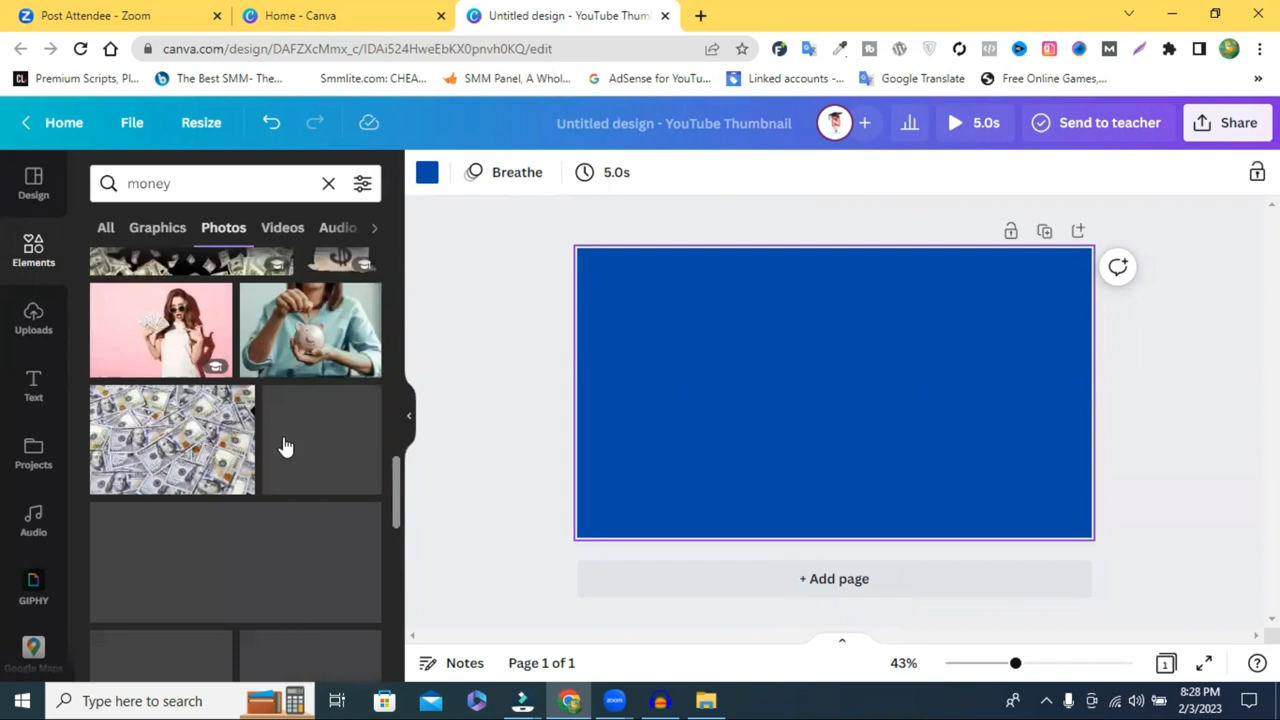 Post Attendee - Zoom
Home - Canva
Untitled design - YouTube Thum
canva.com/design/DAFZXcMmx_c/IDAi524HweEbKX0pnvh0KQ/edit
Premium Scripts, Pl...
The Best SMM- The...
Smmlite.com: CHEA...
SMM Panel, A Whol...
AdSense for YouTu...
Linked accounts -...
Google Translate
Free Online Games,...
Home
File
Resize
Untitled design - YouTube Thumbnail
5.0s
Send to teacher
Share
Design
Elements
Uploads
Text
Projects
Audio
GIPHY
Google Maps
money
All
Graphics
Photos
Videos
Audio
Breathe
5.0s
+ Add page
Notes
Page 1 of 1
43%
1
Type here to search
8:28 PM
2/3/2023